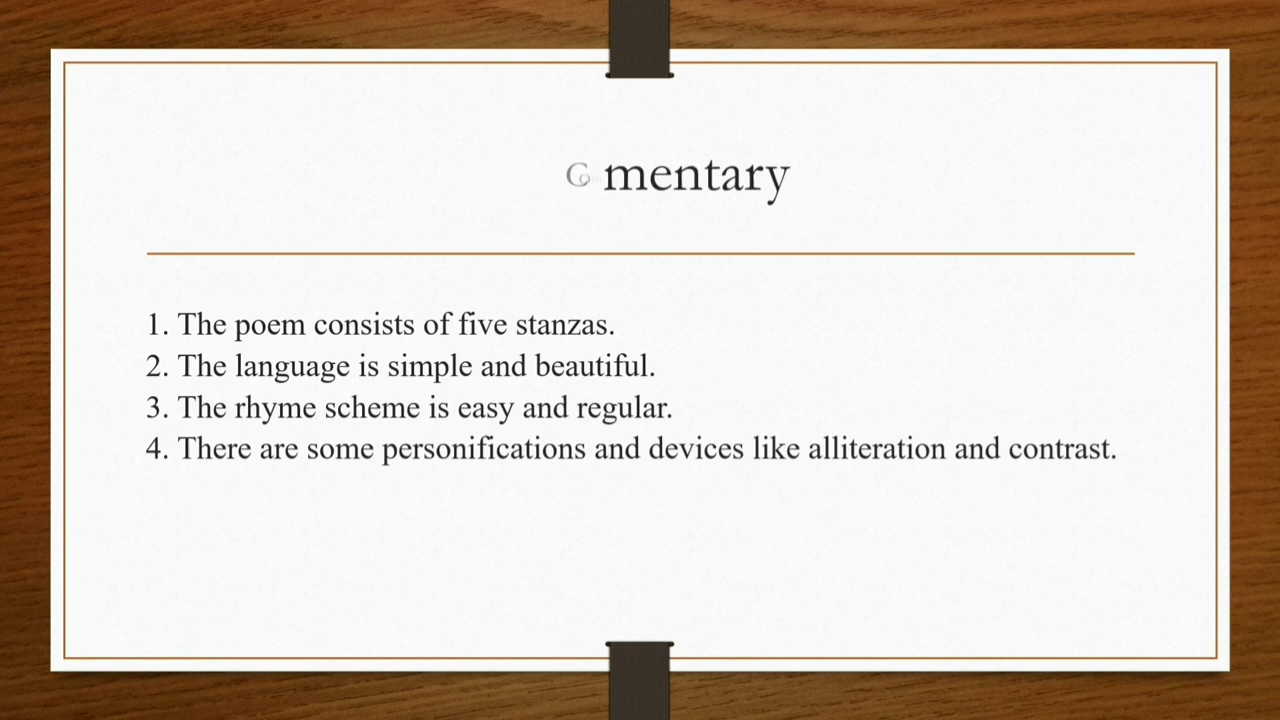 mentary
1. The poem consists of five stanzas.
2. The language is simple and beautiful.
3. The rhyme scheme is easy and regular.
4. There are some personifications and devices like alliteration and contrast.